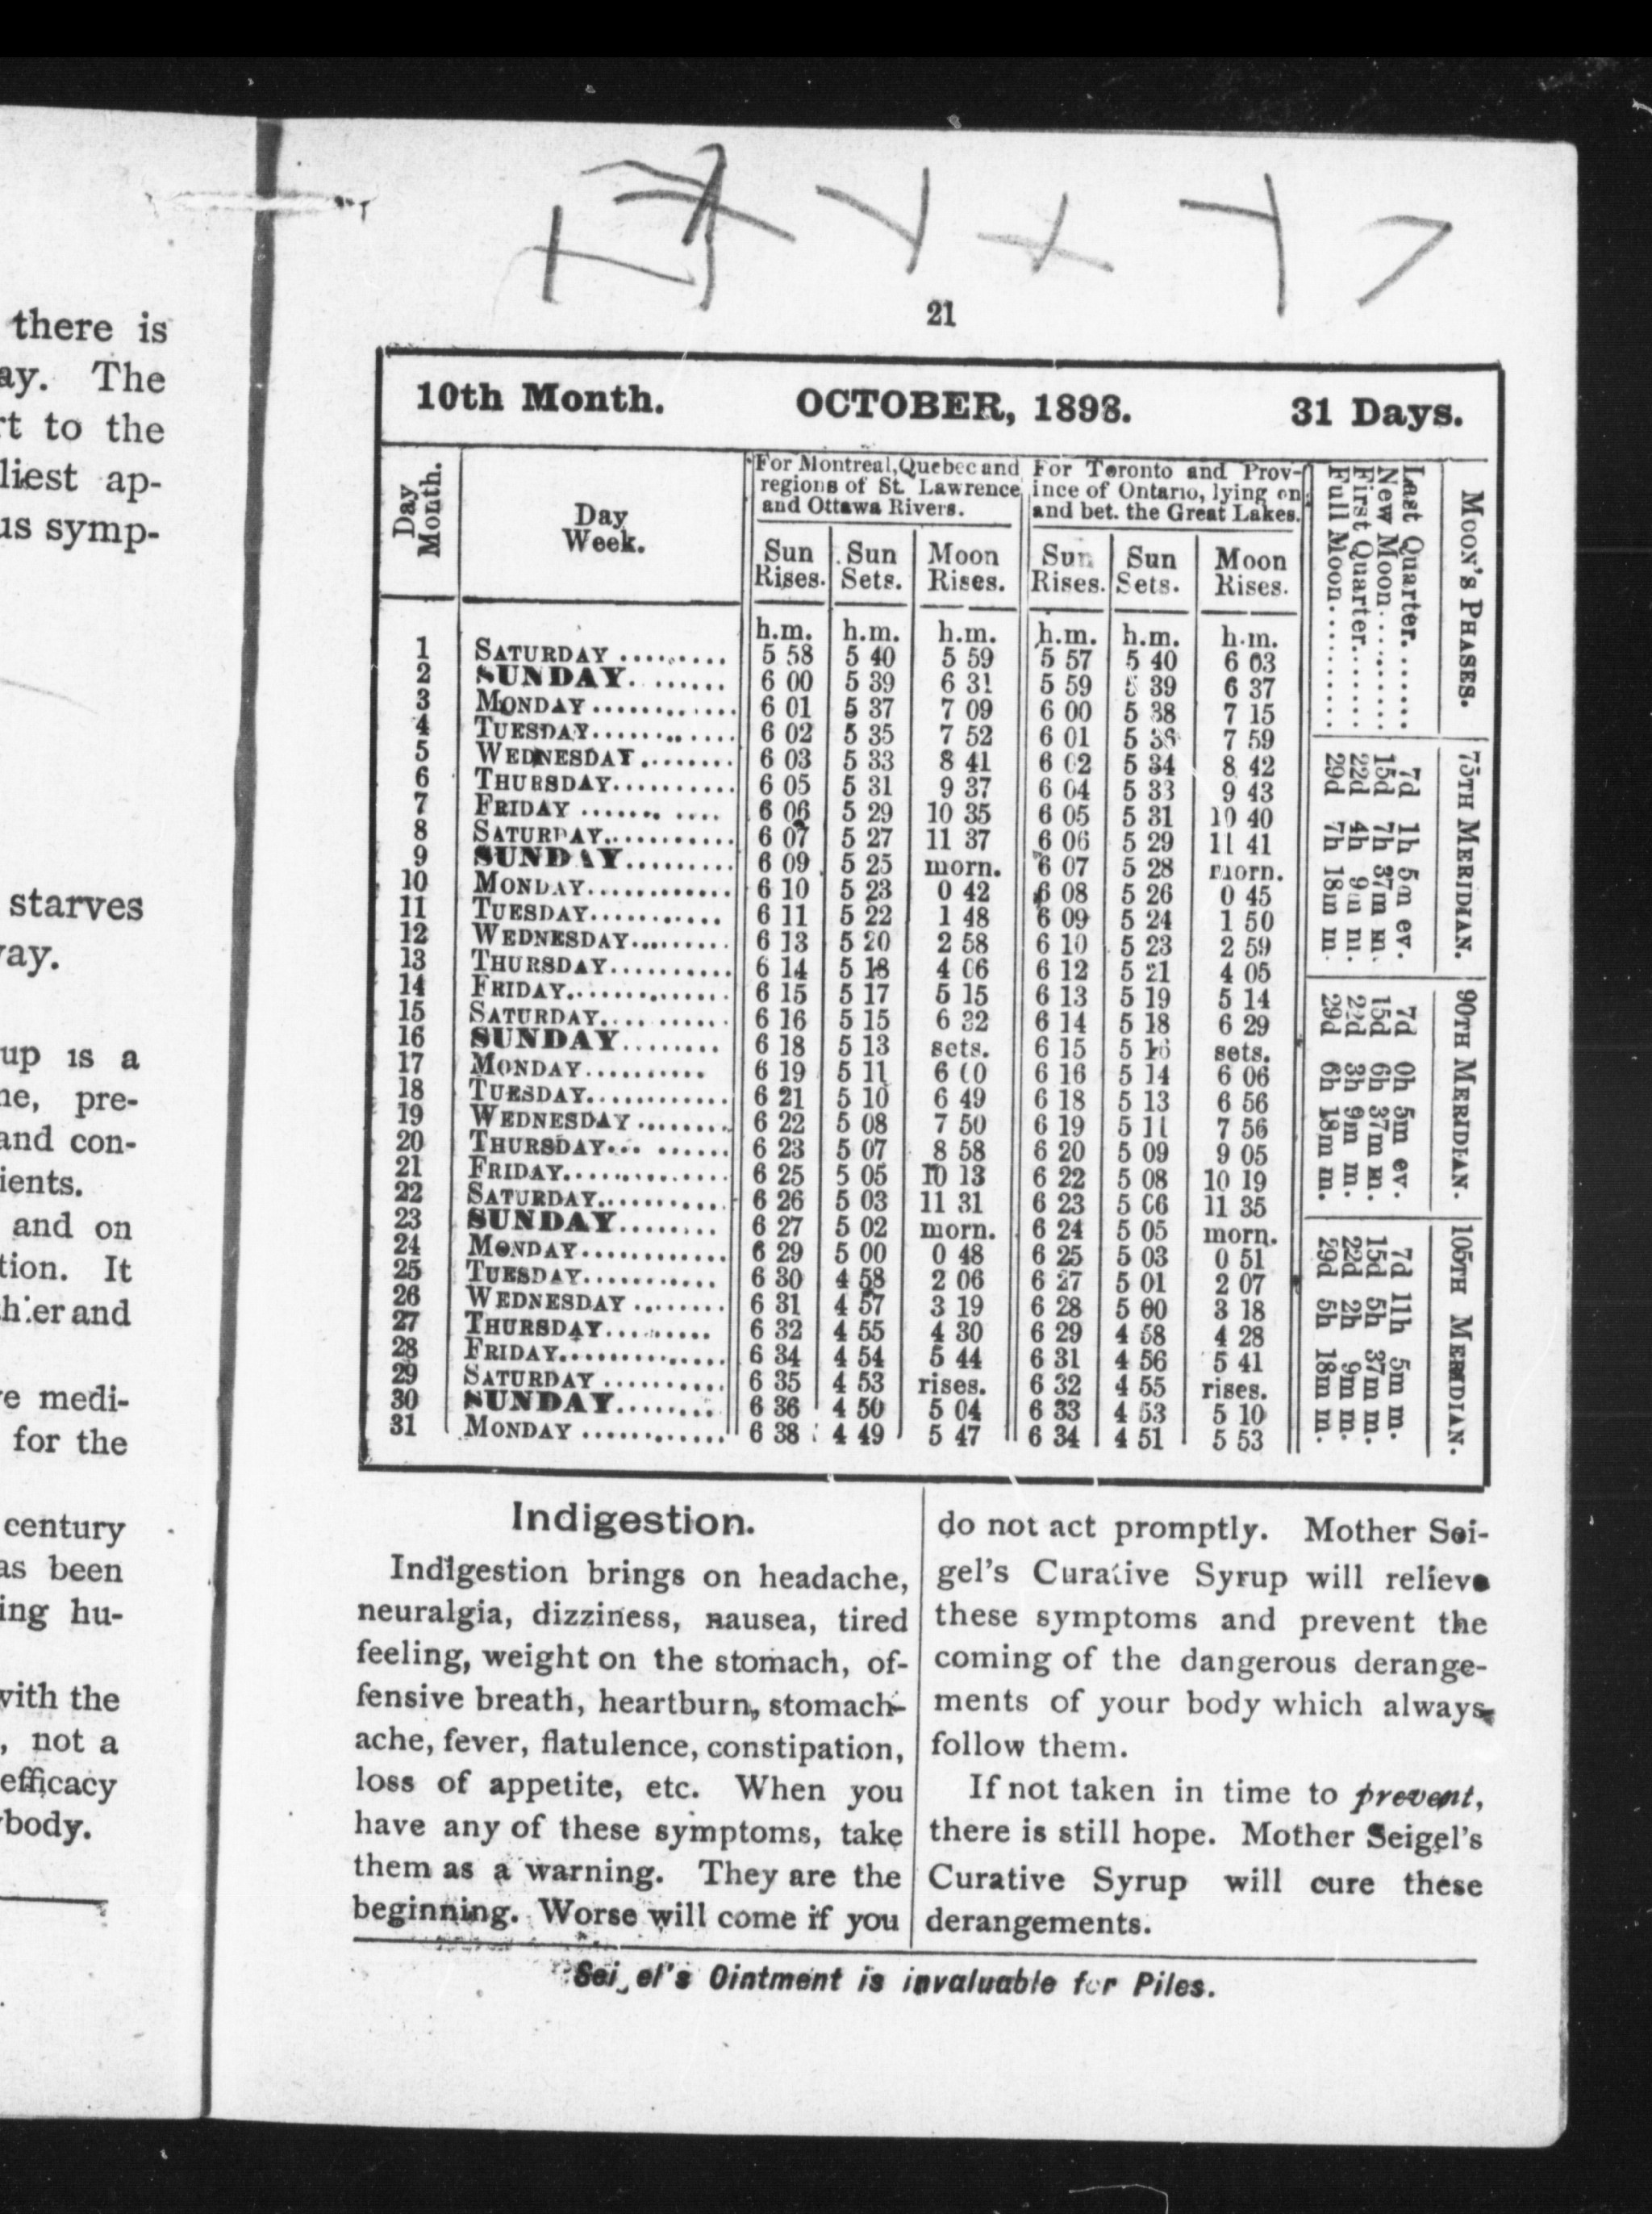 there is
ay. The
rt to the
liest ap-
us symp-
starves
ray.
up is a
ne, pre-
and con-
ients.
and on
tion. It
h:er and
e medi-
for the
century
as been
ing hu-
with the
, not a
efficacy
body.
21
10th Month. OCTOBER, 1898. 31 Days.
Day Month.
Day Week.
For Montreal, Quebec and regions of St. Lawrence and Ottawa Rivers.
For Toronto and Province of Ontario, lying on and bet. the Great Lakes.
Sun Rises. Sun Sets. Moon Rises. Sun Rises. Sun Sets. Moon Rises.
h.m. h.m. h.m. h.m. h.m. h.m.
1 SATURDAY 5 58 5 40 5 59 5 57 5 40 6 03
2 SUNDAY 6 00 5 39 6 31 5 59 5 39 6 37
3 MONDAY 6 01 5 37 7 09 6 00 5 38 7 15
4 TUESDAY 6 02 5 35 7 52 6 01 5 7 59
5 WEDNESDAY 6 03 5 33 8 41 6 02 5 34 8 42
6 THURSDAY 6 05 5 31 9 37 6 04 5 33 9 43
7 FRIDAY 6 06 5 29 10 35 6 05 5 31 10 40
8 SATURDAY 6 07 5 27 11 37 6 06 5 29 11 41
9 SUNDAY 6 09 5 25 morn. 6 07 5 28 morn.
10 MONDAY 6 10 5 23 0 42 6 08 5 26 0 45
11 TUESDAY 6 11 5 22 1 48 6 09 5 24 1 50
12 WEDNESDAY 6 13 5 20 2 58 6 10 5 23 2 59
13 THURSDAY 6 14 5 18 4 06 6 12 5 21 4 05
14 FRIDAY 6 15 5 17 5 15 6 13 5 19 5 14
15 SATURDAY 6 16 5 15 6 32 6 14 5 18 6 29
16 SUNDAY 6 18 5 13 sets. 6 15 5 16 sets.
17 MONDAY 6 19 5 11 6 00 6 16 5 14 6 06
18 TUESDAY 6 21 5 10 6 49 6 18 5 13 6 56
19 WEDNESDAY 6 22 5 08 7 50 6 19 5 11 7 56
20 THURSDAY 6 23 5 07 8 58 6 20 5 09 9 05
21 FRIDAY 6 25 5 05 10 13 6 22 5 08 10 19
22 SATURDAY 6 26 5 03 11 31 6 23 5 06 11 35
23 SUNDAY 6 27 5 02 morn. 6 24 5 05 morn.
24 MONDAY 6 29 5 00 0 48 6 25 5 03 0 51
25 TUESDAY 6 30 4 58 2 06 6 27 5 01 2 07
26 WEDNESDAY 6 31 4 57 3 19 6 28 5 00 3 18
27 THURSDAY 6 32 4 55 4 30 6 29 4 58 4 28
28 FRIDAY 6 34 4 54 5 44 6 31 4 56 5 41
29 SATURDAY 6 35 4 53 rises. 6 32 4 55 rises.
30 SUNDAY 6 36 4 50 5 04 6 33 4 53 5 10
31 MONDAY 6 38 4 49 5 47 6 34 4 51 5 53
MOON'S PHASES. 75TH MERIDIAN. 90TH MERIDIAN. 105TH MERIDIAN.
Last Quarter. 7d 1h 5m ev. 7d 0h 5m ev. 7d 11h 5m m.
New Moon. 15d 7h 37m m. 15d 6h 37m m. 15d 5h 37m m.
First Quarter. 22d 4h 9m m. 22d 3h 9m m. 22d 2h 9m m.
Full Moon. 29d 7h 18m m. 29d 6h 18m m. 29d 5h 18m m.
Indigestion.
Indigestion brings on headache,
neuralgia, dizziness, nausea, tired
feeling, weight on the stomach, of-
fensive breath, heartburn, stomach-
ache, fever, flatulence, constipation,
loss of appetite, etc. When you
have any of these symptoms, take
them as a warning. They are the
beginning. Worse will come if you
do not act promptly. Mother Sei-
gel's Curative Syrup will relieve
these symptoms and prevent the
coming of the dangerous derange-
ments of your body which always
follow them.
If not taken in time to prevent,
there is still hope. Mother Seigel's
Curative Syrup will cure these
derangements.
Seigel's Ointment is invaluable for Piles.